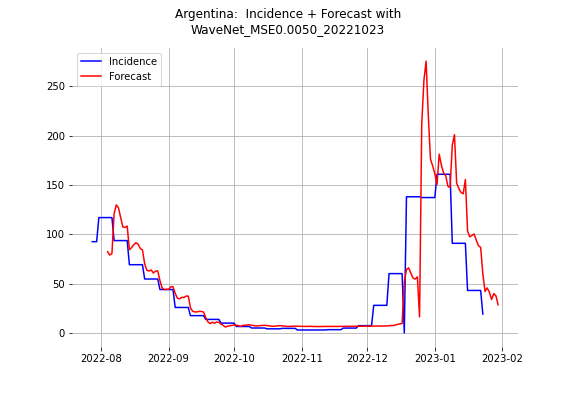 Argentina:  Incidence + Forecast with
WaveNet_MSE0.0050_20221023
Incidence
Forecast
250
200
150
100
50
0
2022-08 2022-09 2022-10 2022-11 2022-12 2023-01 2023-02